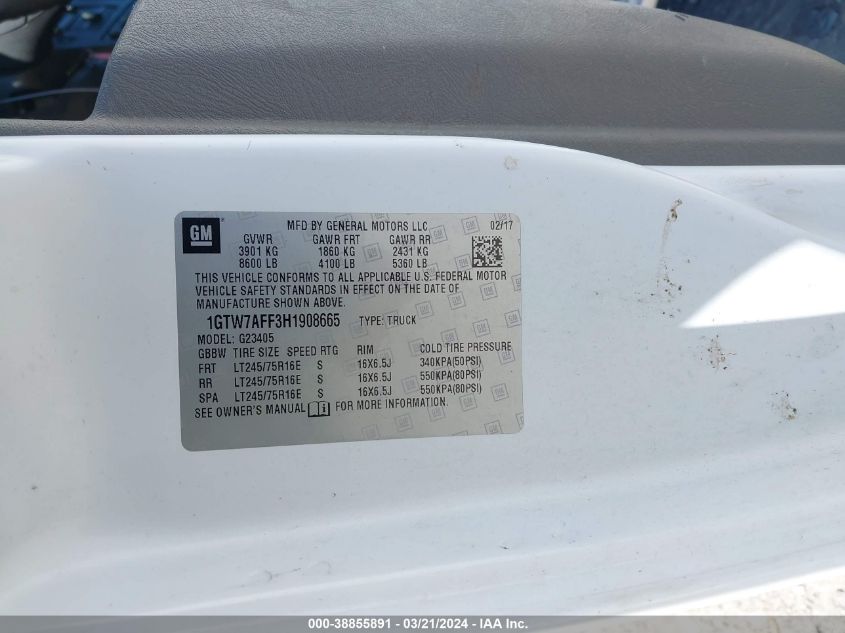 GM
MFD BY GENERAL MOTORS LLC 02/17
GVWR GAWR FRT GAWR RR
3901 KG 1860 KG 2431 KG
8600 LB 4100 LB 5360 LB
THIS VEHICLE CONFORMS TO ALL APPLICABLE U.S. FEDERAL MOTOR
VEHICLE SAFETY STANDARDS IN EFFECT ON THE DATE OF
MANUFACTURE SHOWN ABOVE.
1GTW7AFF3H1908665 TYPE: TRUCK
MODEL: G23405
GBBW TIRE SIZE SPEED RTG RIM COLD TIRE PRESSURE
FRT LT245/75R16E S 16X6.5J 340KPA(50PSI)
RR LT245/75R16E S 16X6.5J 550KPA(80PSI)
SPA LT245/75R16E S 16X6.5J 550KPA(80PSI)
SEE OWNER'S MANUAL FOR MORE INFORMATION.
000-38855891 - 03/21/2024 - IAA Inc.